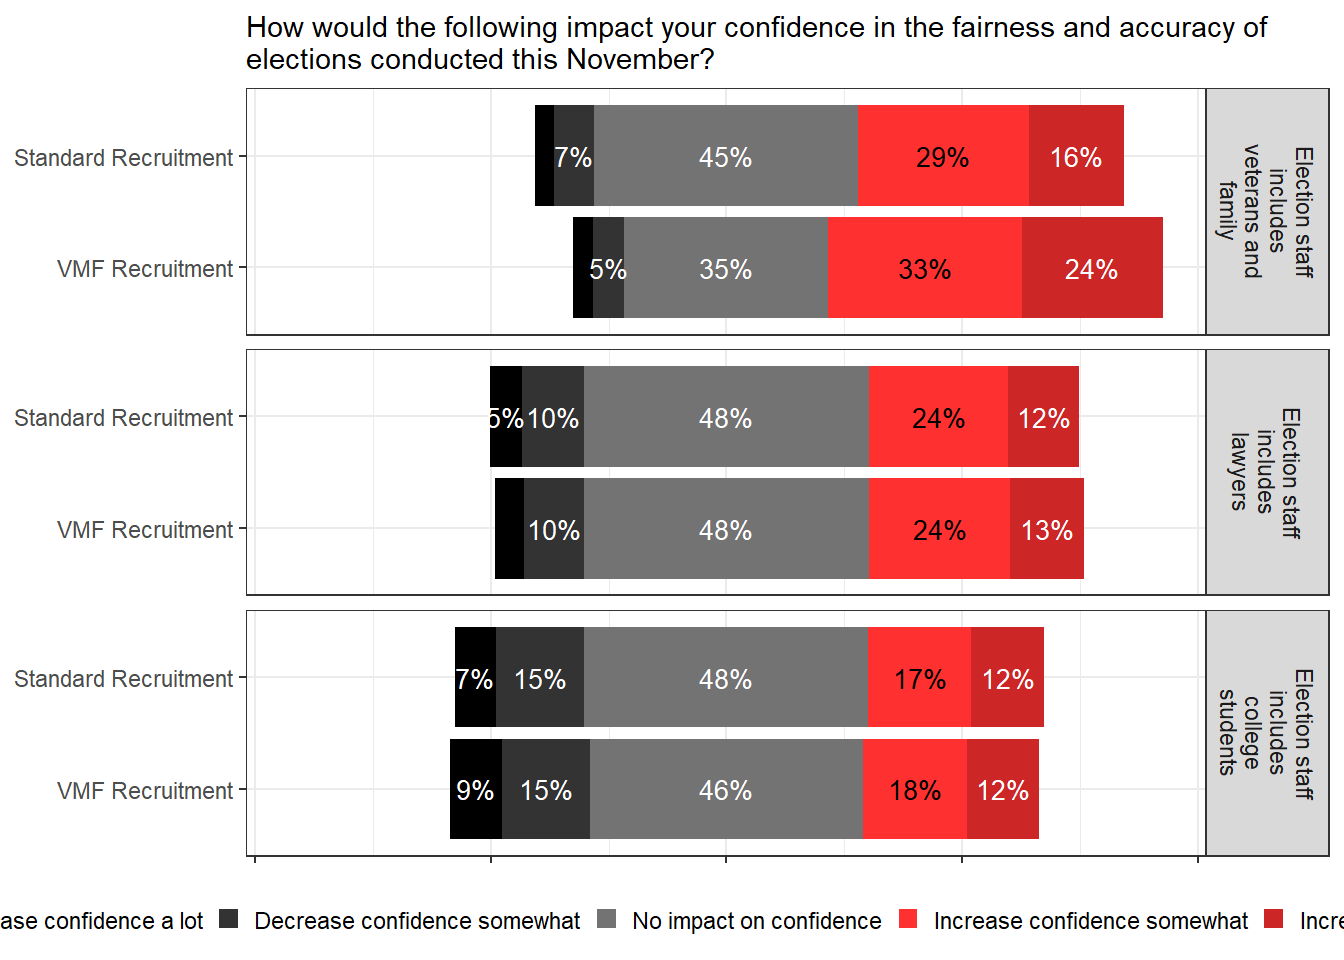 How would the following impact your confidence in the fairness and accuracy of
elections conducted this November?
Standard Recruitment
7%
45%
29%
16%
VMF Recruitment
5%
35%
33%
24%
Election staff
includes
veterans and
family
Standard Recruitment
5%
10%
48%
24%
12%
VMF Recruitment
10%
48%
24%
13%
Election staff
includes
lawyers
Standard Recruitment
7%
15%
48%
17%
12%
VMF Recruitment
9%
15%
46%
18%
12%
Election staff
includes
college
students
ase confidence a lot Decrease confidence somewhat No impact on confidence Increase confidence somewhat Incre